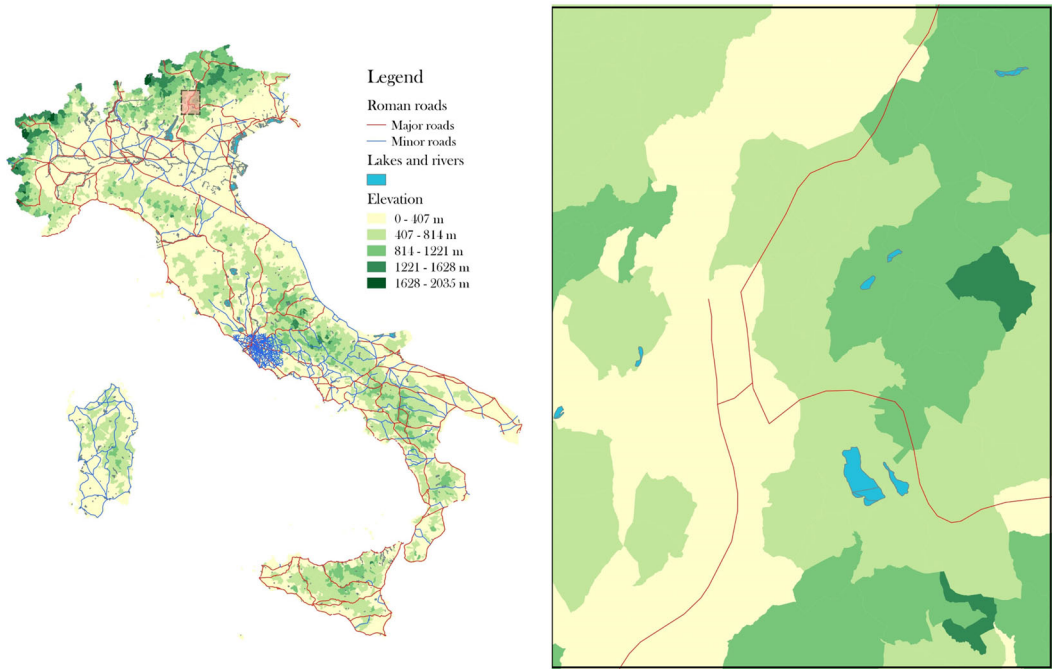 Legend
Roman roads
Major roads
Minor roads
Lakes and rivers
Elevation
0 - 407 m
407 - 814 m
814 - 1221 m
1221 - 1628 m
1628 - 2035 m